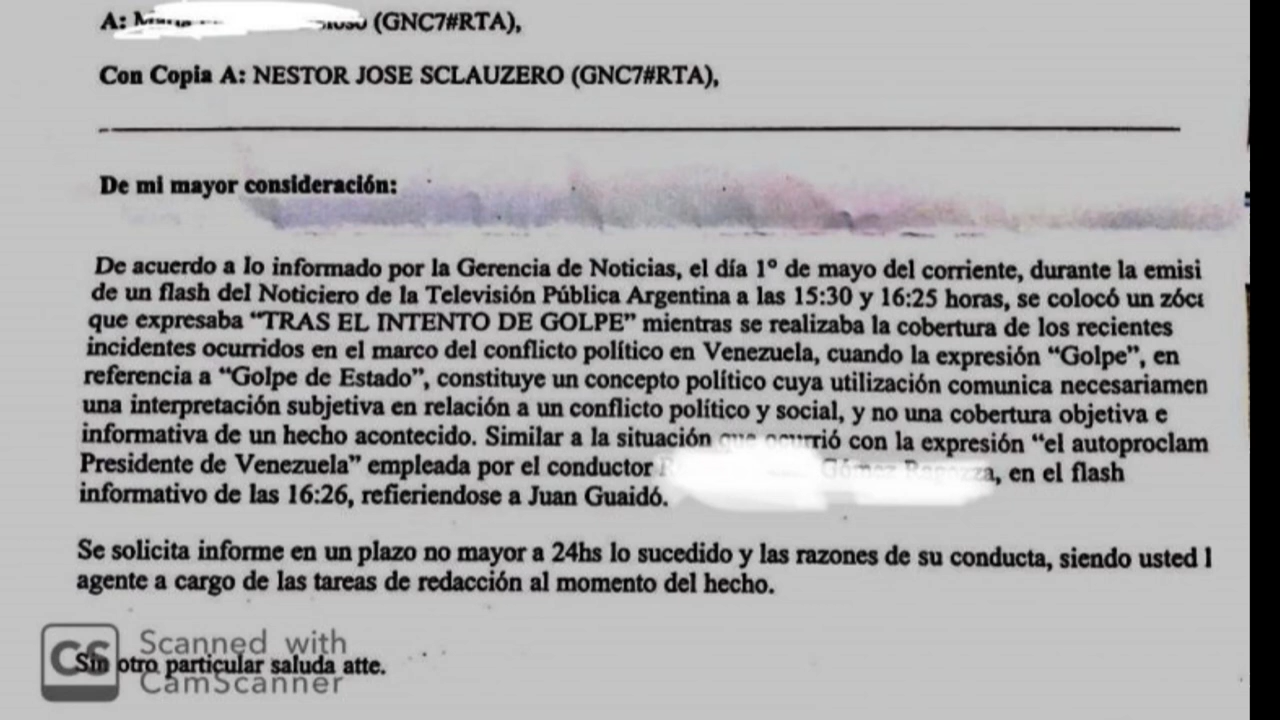 A: (GNC7#RTA),
Con Copia A: NESTOR JOSE SCLAUZERO (GNC7#RTA),
De mi mayor consideración:
De acuerdo a lo informado por la Gerencia de Noticias, el día 1° de mayo del corriente, durante la emisi
de un flash del Noticiero de la Televisión Pública Argentina a las 15:30 y 16:25 horas, se colocó un
que expresaba “TRAS EL INTENTO DE GOLPE” mientras se realizaba la cobertura de los recientes
incidentes ocurridos en el marco del conflicto político en Venezuela, cuando la expresión “Golpe”, en
referencia a “Golpe de Estado”, constituye un concepto político cuya utilización comunica necesariamen
una interpretación subjetiva en relación a un conflicto político y social, y no una cobertura objetiva e
informativa de un hecho acontecido. Similar a la situación que ocurrió con la expresión “el autoproclam
Presidente de Venezuela” empleada por el conductor , en el flash
informativo de las 16:26, refieriendose a Juan Guaidó.
Se solicita informe en un plazo no mayor a 24hs lo sucedido y las razones de su conducta, siendo usted l
agente a cargo de las tareas de redacción al momento del hecho.
Sin otro particular saluda atte.
CS
Scanned with
CamScanner